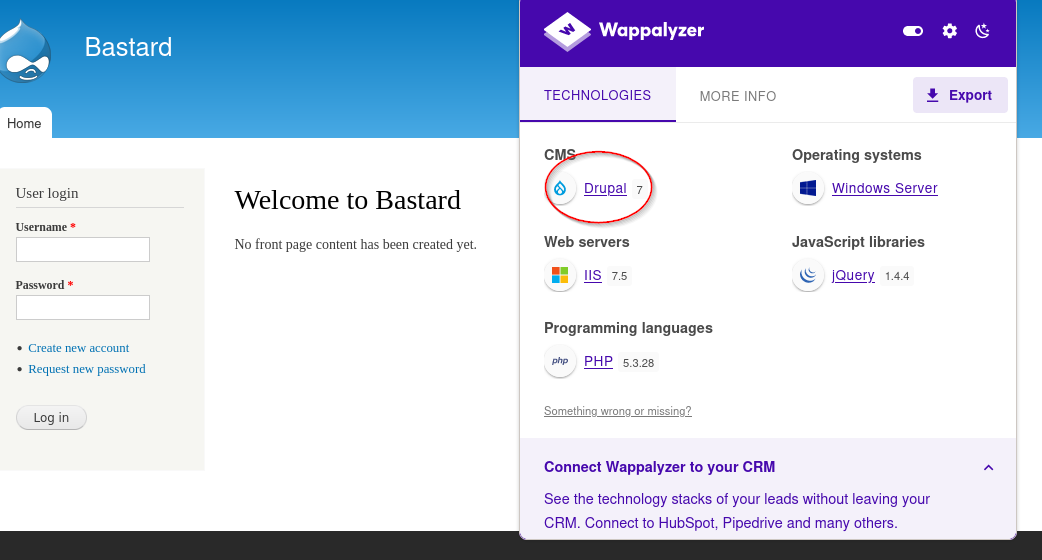 Bastard
Home
User login
Username *
Password *
Create new account
Request new password
Log in
Welcome to Bastard
No front page content has been created yet.
Wappalyzer
TECHNOLOGIES
MORE INFO
Export
CMS
Drupal 7
Operating systems
Windows Server
Web servers
IIS 7.5
JavaScript libraries
jQuery 1.4.4
Programming languages
php PHP 5.3.28
Something wrong or missing?
Connect Wappalyzer to your CRM
See the technology stacks of your leads without leaving your
CRM. Connect to HubSpot, Pipedrive and many others.